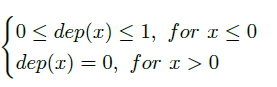 0 ≤ dep(x) ≤ 1, for x ≤ 0
dep(x) = 0, for x > 0